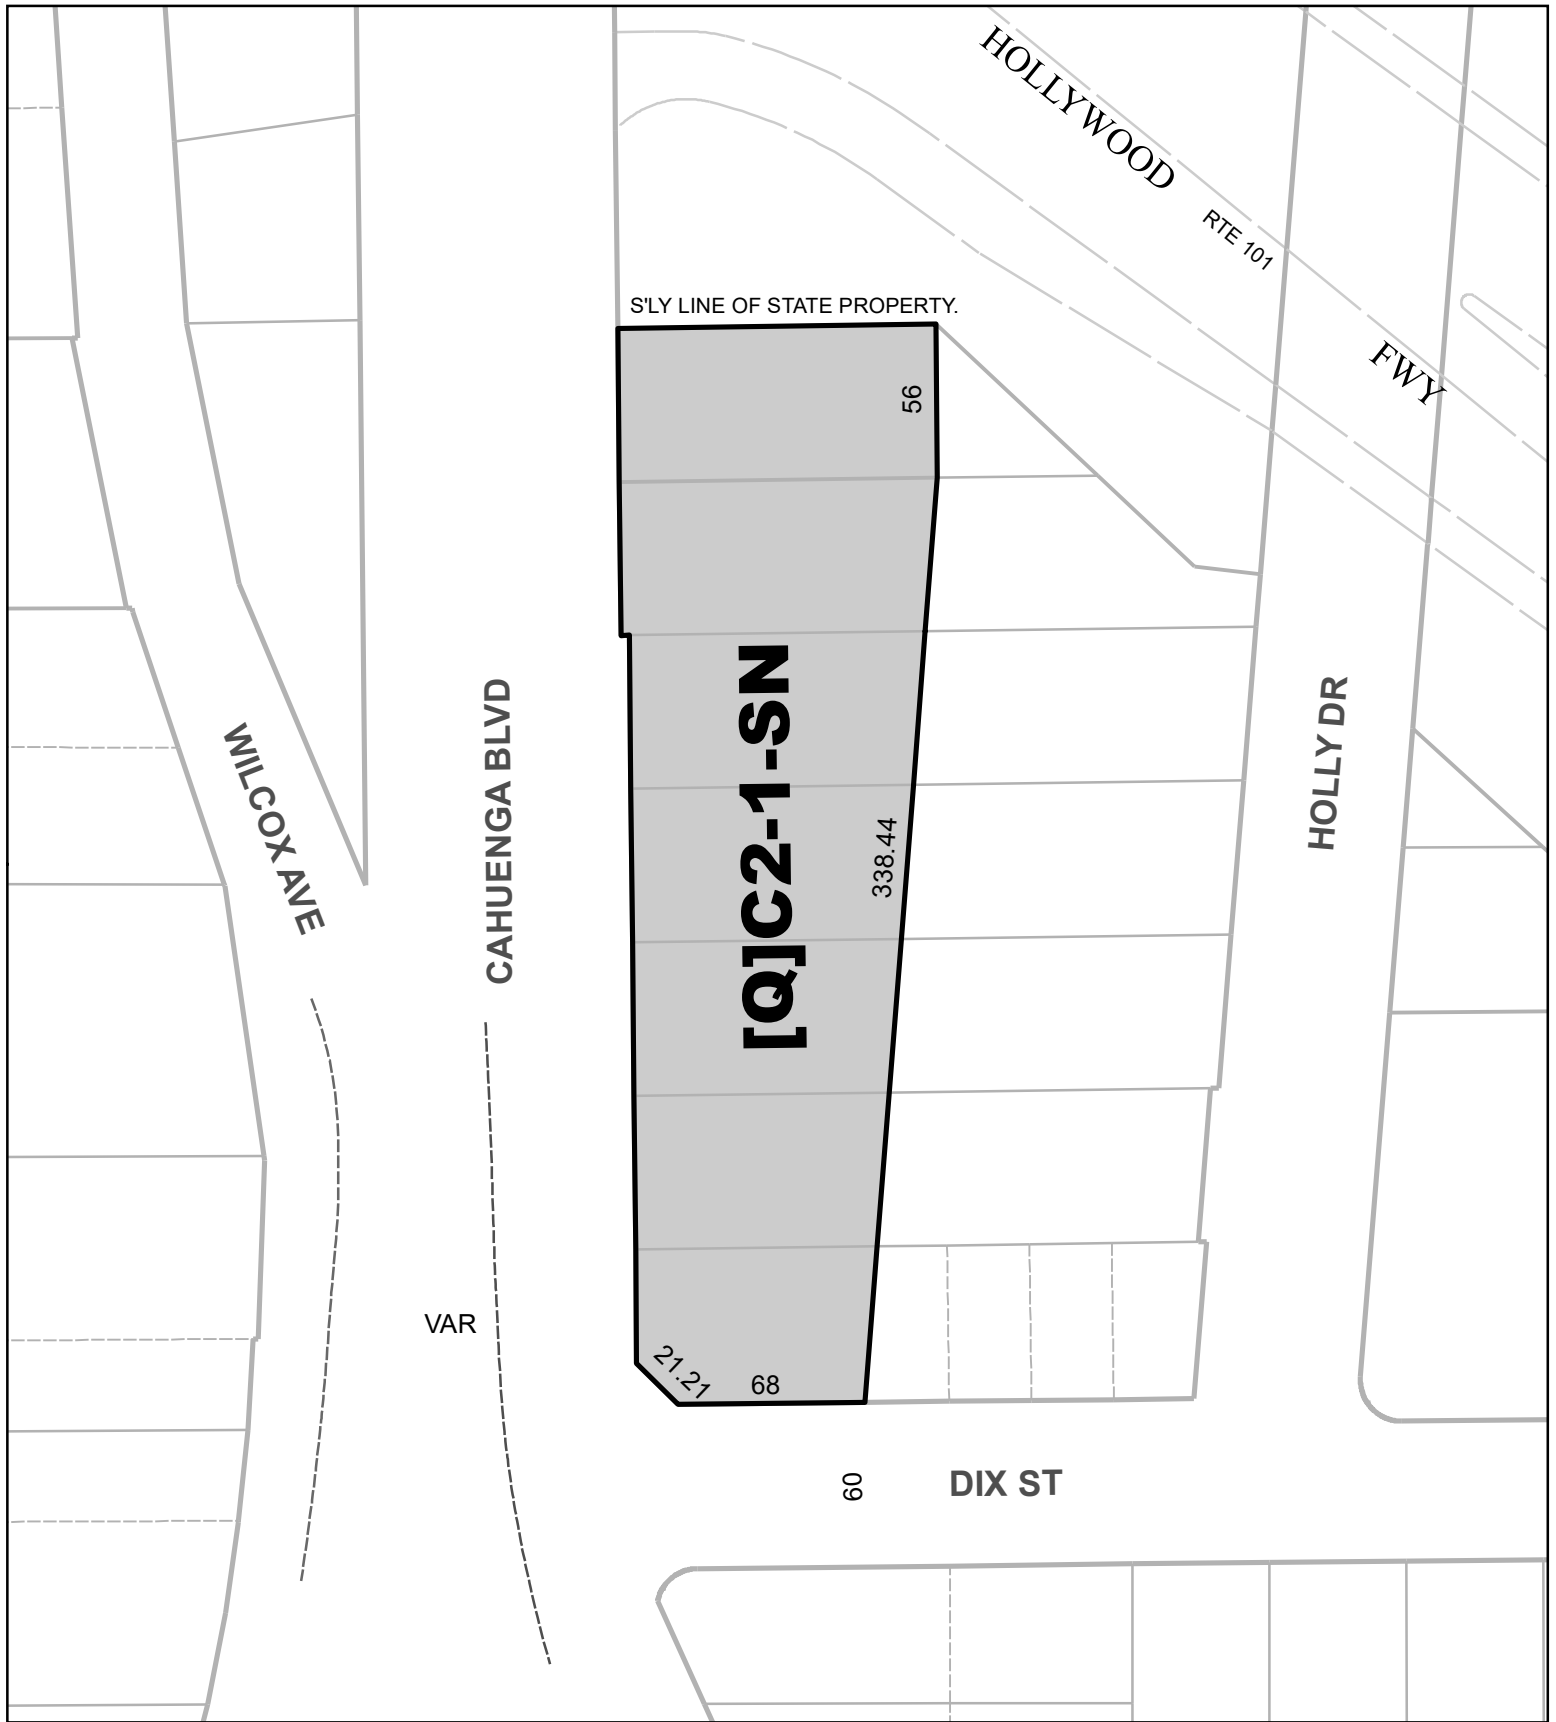 HOLLYWOOD
RTE 101
FWY
S'LY LINE OF STATE PROPERTY.
56
WILCOX AVE
CAHUENGA BLVD
[Q]C2-1-SN
338.44
HOLLY DR
VAR
21.21
68
60
DIX ST